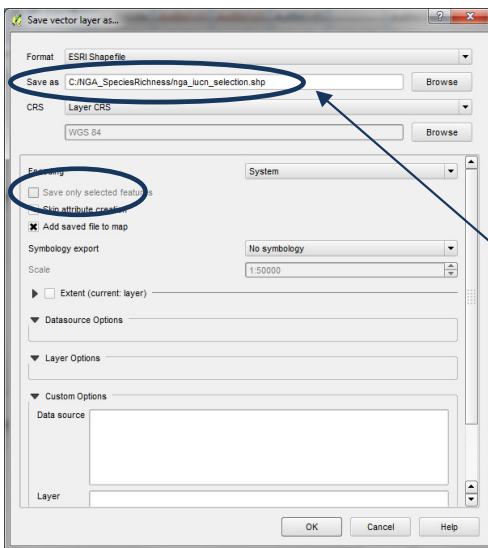 Save vector layer as...
Format ESRI Shapefile
Save as C:/NGA_SpeciesRichness/nga_iucn_selection.shp Browse
CRS Layer CRS
WGS 84 Browse
Encoding System
Save only selected features
Skip attribute creation
Add saved file to map
Symbology export No symbology
Scale 1:50000
Extent (current: layer)
Datasource Options
Layer Options
Custom Options
Data source
Layer
OK Cancel Help